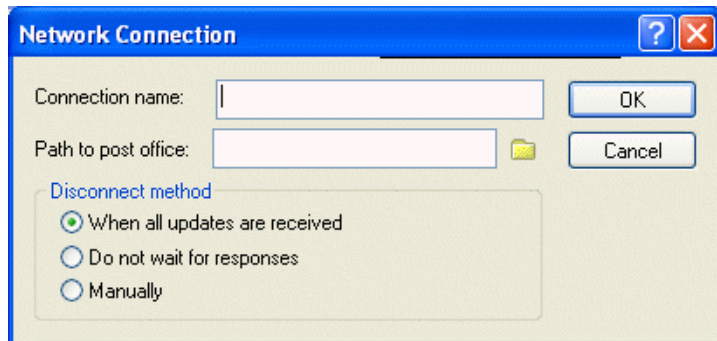 Network Connection
Connection name:
OK
Path to post office:
Cancel
Disconnect method
When all updates are received
Do not wait for responses
Manually